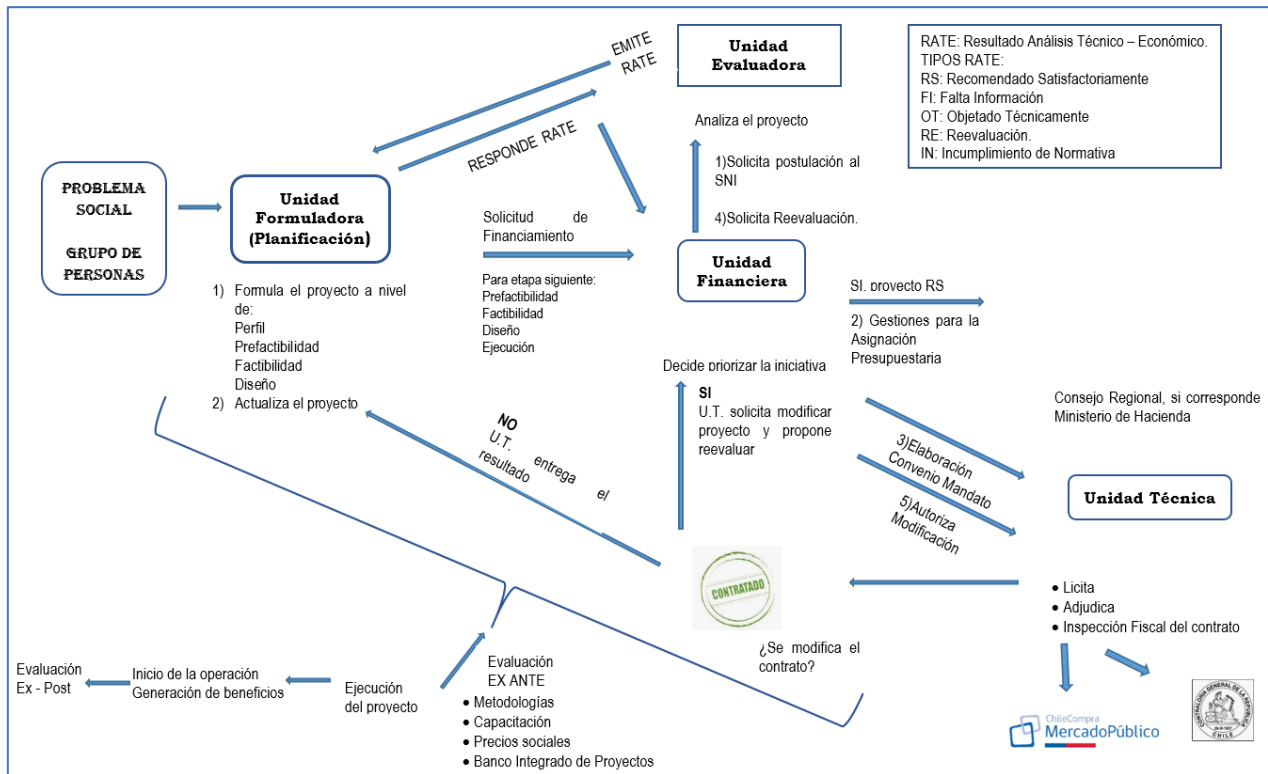 EMITE
RATE
RESPONDE RATE
Unidad
Evaluadora
Analiza el proyecto
1)Solicita postulación al
SNI
4)Solicita Reevaluación.
RATE: Resultado Análisis Técnico – Económico.
TIPOS RATE:
RS: Recomendado Satisfactoriamente
FI: Falta Información
OT: Objetado Técnicamente
RE: Reevaluación.
IN: Incumplimiento de Normativa
PROBLEMA
SOCIAL
GRUPO DE
PERSONAS
Unidad
Formuladora
(Planificación)
1) Formula el proyecto a nivel
de:
Perfil
Prefactibilidad
Factibilidad
Diseño
2) Actualiza el proyecto
Solicitud de
Financiamiento
Para etapa siguiente:
Prefactibilidad
Factibilidad
Diseño
Ejecución
Unidad
Financiera
SI. proyecto RS
2) Gestiones para la
Asignación
Presupuestaria
Decide priorizar la iniciativa
SI
U.T. solicita modificar
proyecto y propone
reevaluar
NO
U.T. entrega el
resultado
3)Elaboración
Convenio Mandato
5)Autoriza
Modificación
Consejo Regional, si corresponde
Ministerio de Hacienda
Unidad Técnica
• Licita
• Adjudica
• Inspección Fiscal del contrato
CONTRATADO
¿Se modifica el
contrato?
Evaluación
EX ANTE
• Metodologías
• Capacitación
• Precios sociales
• Banco Integrado de Proyectos
Ejecución
del proyecto
Inicio de la operación
Generación de beneficios
Evaluación
Ex - Post
ChileCompra
MercadoPúblico
CONTRALORIA GENERAL DE LA REPUBLICA
CHILE